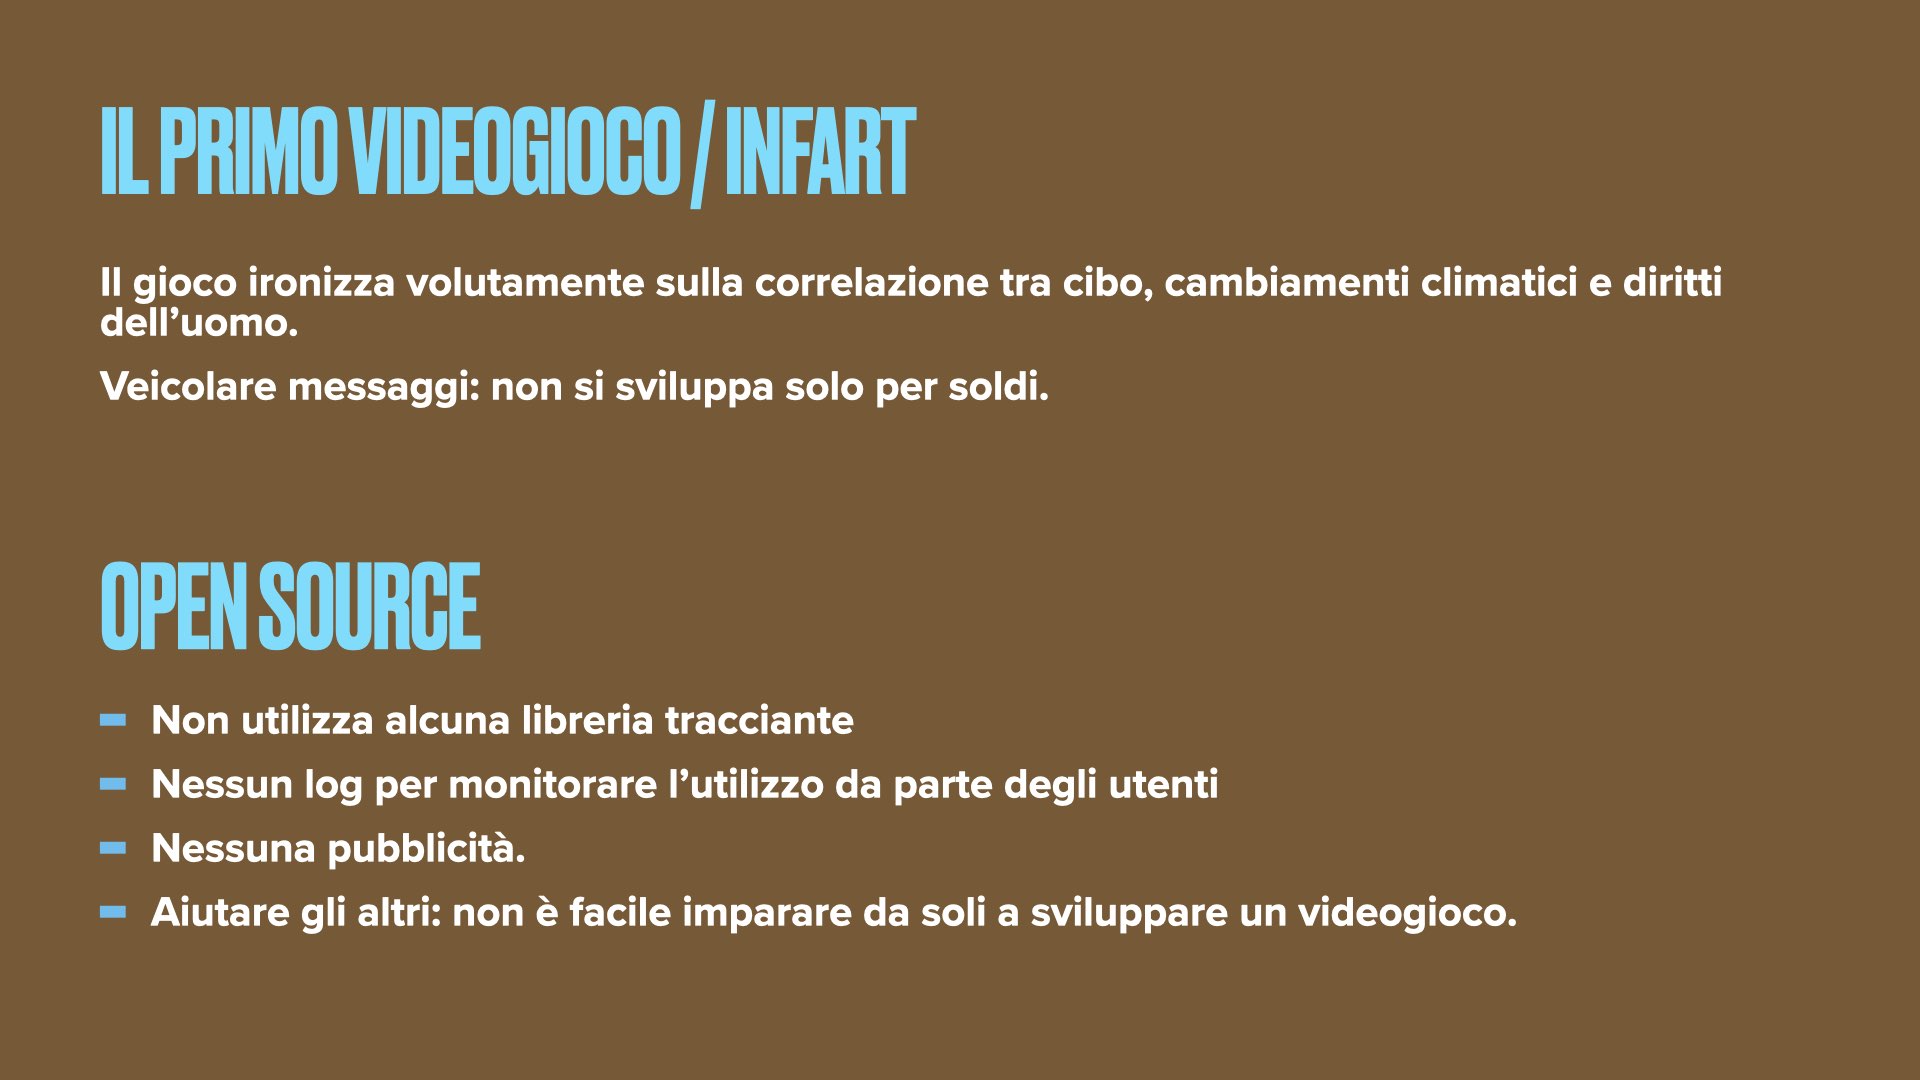 IL PRIMO VIDEOGIOCO / INFART
Il gioco ironizza volutamente sulla correlazione tra cibo, cambiamenti climatici e diritti
dell’uomo.
Veicolare messaggi: non si sviluppa solo per soldi.
OPEN SOURCE
- Non utilizza alcuna libreria tracciante
- Nessun log per monitorare l’utilizzo da parte degli utenti
- Nessuna pubblicità.
- Aiutare gli altri: non è facile imparare da soli a sviluppare un videogioco.